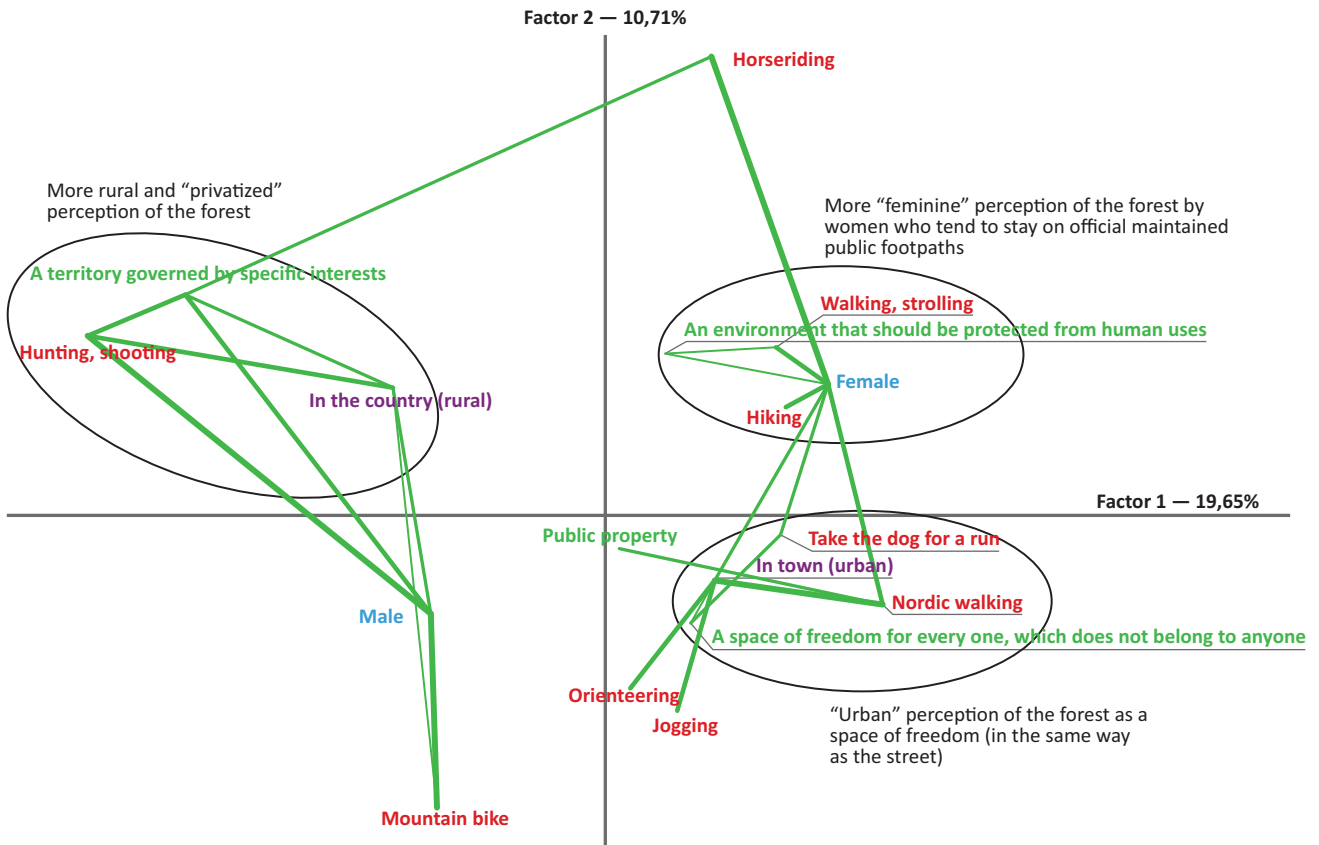 Factor 2 — 10,71%
Horseriding
More rural and “privatized”
perception of the forest
More “feminine” perception of the forest by
women who tend to stay on official maintained
public footpaths
A territory governed by specific interests
Walking, strolling
An environment that should be protected from human uses
Hunting, shooting
Female
In the country (rural)
Hiking
Factor 1 — 19,65%
Public property
Take the dog for a run
In town (urban)
Nordic walking
Male
A space of freedom for every one, which does not belong to anyone
Orienteering
Jogging
“Urban” perception of the forest as a
space of freedom (in the same way
as the street)
Mountain bike